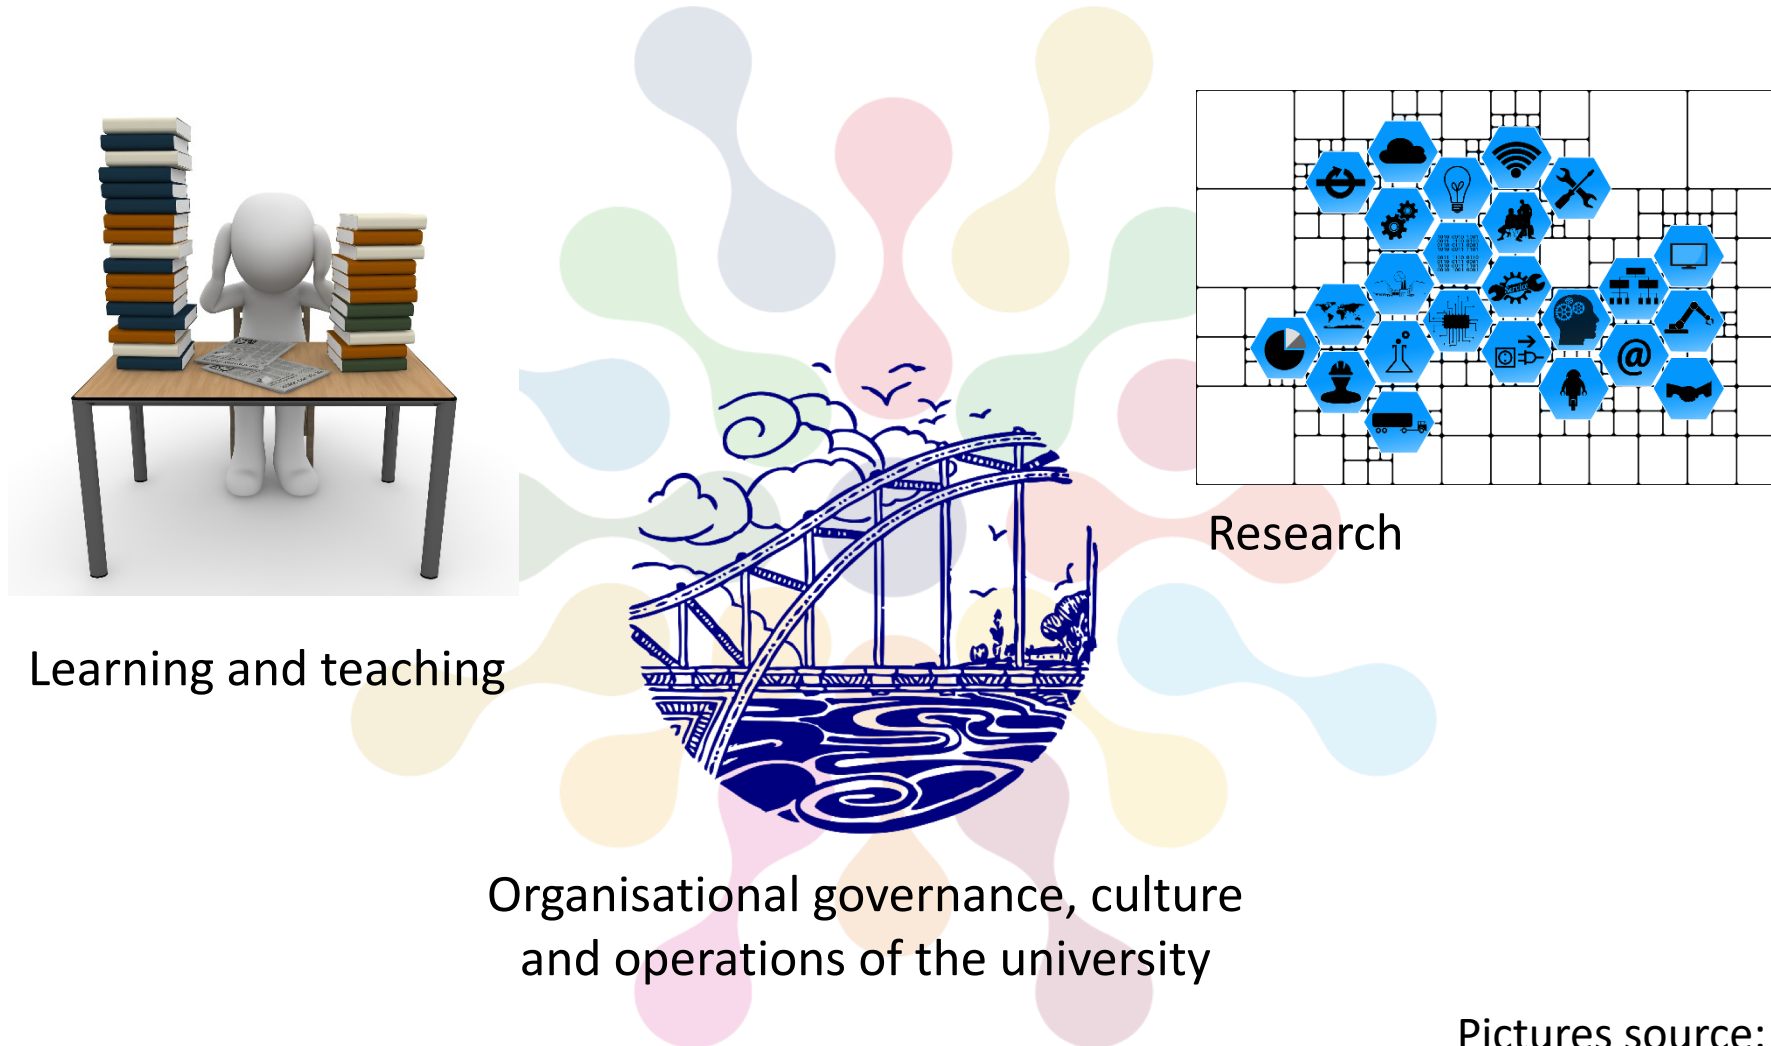 Learning and teaching
Research
Organisational governance, culture
and operations of the university
Pictures source:
@